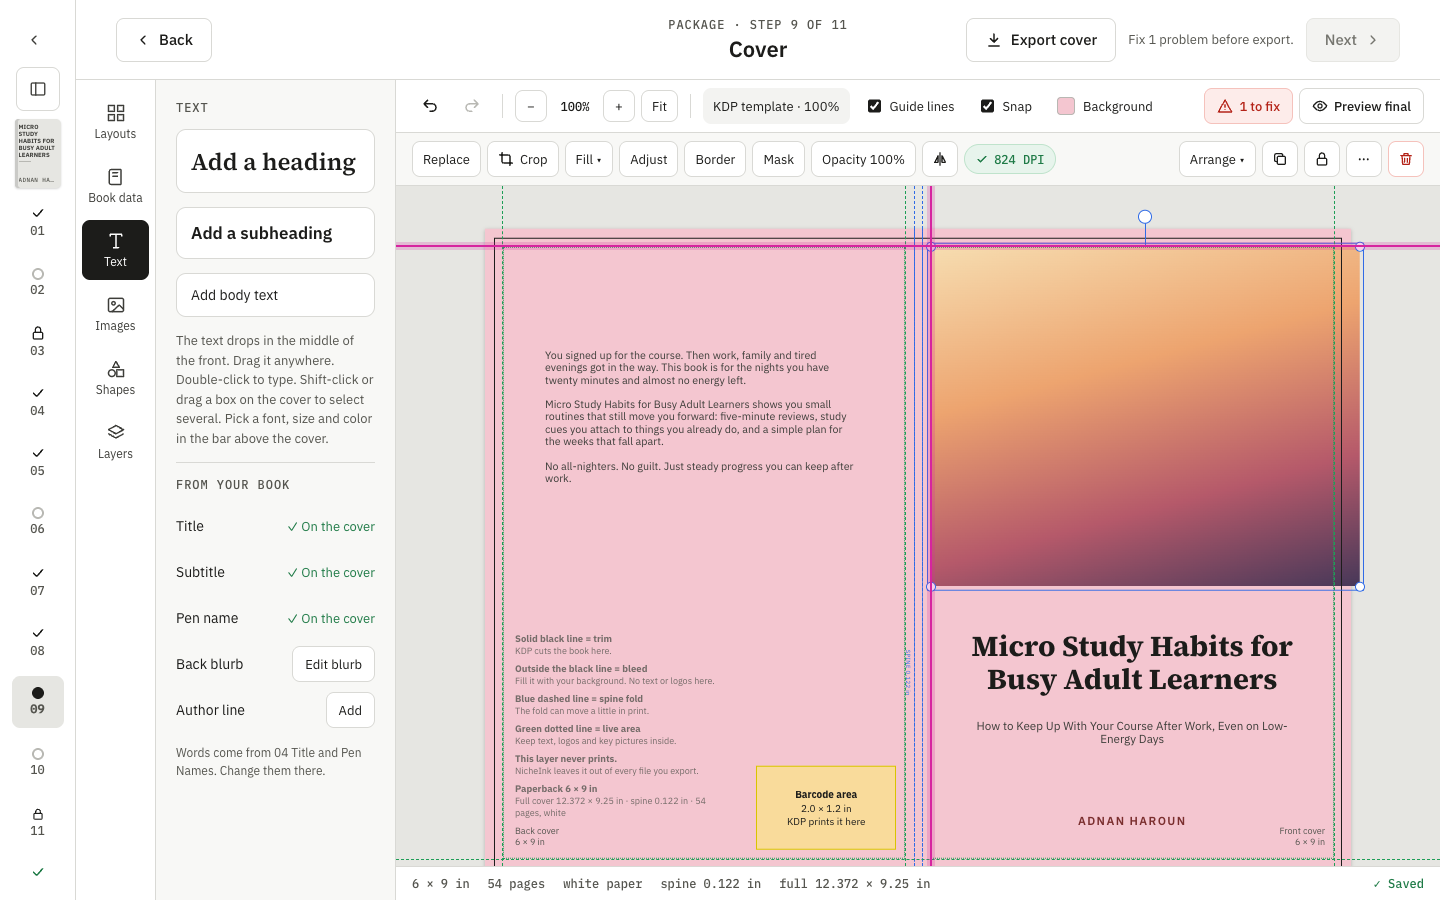 PACKAGE · STEP 9 OF 11
Cover
Back
Export cover
Fix 1 problem before export.
Next
MICRO
STUDY
HABITS FOR
BUSY ADULT
LEARNERS
ADNAN HA…
01
02
03
04
05
06
07
08
09
10
11
Layouts
Book data
Text
Images
Shapes
Layers
TEXT
Add a heading
Add a subheading
Add body text
The text drops in the middle of
the front. Drag it anywhere.
Double-click to type. Shift-click or
drag a box on the cover to select
several. Pick a font, size and color
in the bar above the cover.
FROM YOUR BOOK
Title ✓ On the cover
Subtitle ✓ On the cover
Pen name ✓ On the cover
Back blurb Edit blurb
Author line Add
Words come from 04 Title and Pen
Names. Change them there.
− 100% + Fit KDP template · 100% Guide lines Snap Background 1 to fix Preview final
Replace Crop Fill ▾ Adjust Border Mask Opacity 100% ✓ 824 DPI Arrange ▾ ···
You signed up for the course. Then work, family and tired
evenings got in the way. This book is for the nights you have
twenty minutes and almost no energy left.
Micro Study Habits for Busy Adult Learners shows you small
routines that still move you forward: five-minute reviews, study
cues you attach to things you already do, and a simple plan for
the weeks that fall apart.
No all-nighters. No guilt. Just steady progress you can keep after
work.
Solid black line = trim
KDP cuts the book here.
Outside the black line = bleed
Fill it with your background. No text or logos here.
Blue dashed line = spine fold
The fold can move a little in print.
Green dotted line = live area
Keep text, logos and key pictures inside.
This layer never prints.
NicheInk leaves it out of every file you export.
Paperback 6 × 9 in
Full cover 12.372 × 9.25 in · spine 0.122 in · 54
pages, white
Back cover
6 × 9 in
Barcode area
2.0 × 1.2 in
KDP prints it here
Micro Study Habits for
Busy Adult Learners
How to Keep Up With Your Course After Work, Even on Low-
Energy Days
ADNAN HAROUN
Front cover
6 × 9 in
6 × 9 in 54 pages white paper spine 0.122 in full 12.372 × 9.25 in ✓ Saved